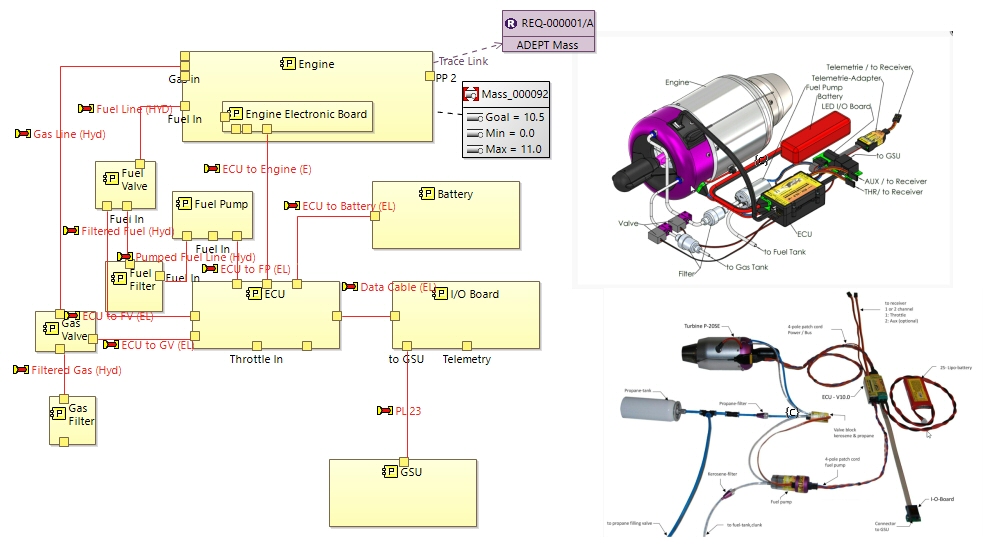 REQ-000001/A
ADEPT Mass
Trace Link
Engine
Gas in
PP 2
Mass_000092
Goal = 10.5
Min = 0.0
Max = 11.0
Fuel Line (HYD)
Fuel In
Engine Electronic Board
Gas Line (Hyd)
ECU to Engine (E)
Fuel
Valve
Fuel In
Fuel Pump
Fuel In
ECU to Battery (EL)
Battery
Filtered Fuel (Hyd)
Pumped Fuel Line (Hyd)
ECU to FP (EL)
Fuel
Filter
Fuel In
ECU
Data Cable (EL)
I/O Board
ECU to FV (EL)
Gas
Valve
ECU to GV (EL)
Throttle In
to GSU
Telemetry
Filtered Gas (Hyd)
Gas
Filter
PL 23
GSU
Engine
Telemetrie / to Receiver
Telemetrie-Adapter
Fuel Pump
Battery
LED I/O Board
to GSU
AUX / to Receiver
THR/ to Receiver
ECU
Valve
to Fuel Tank
to Gas Tank
Filter
to receiver
1 or 2 channel
1: Throttle
2: Aux (optional)
Turbine P-20SE
4-pole patch cord
Power / Bus
2S- Lipo-battery
ECU - V10.0
Propane-tank
Propane-filter
(C)
Valve block
kerosene & propane
Kerosene-filter
4-pole patch cord
fuel pump
Fuel pump
I-O-Board
Connector
to GSU
to propane filling valve
to fuel tank,clunk